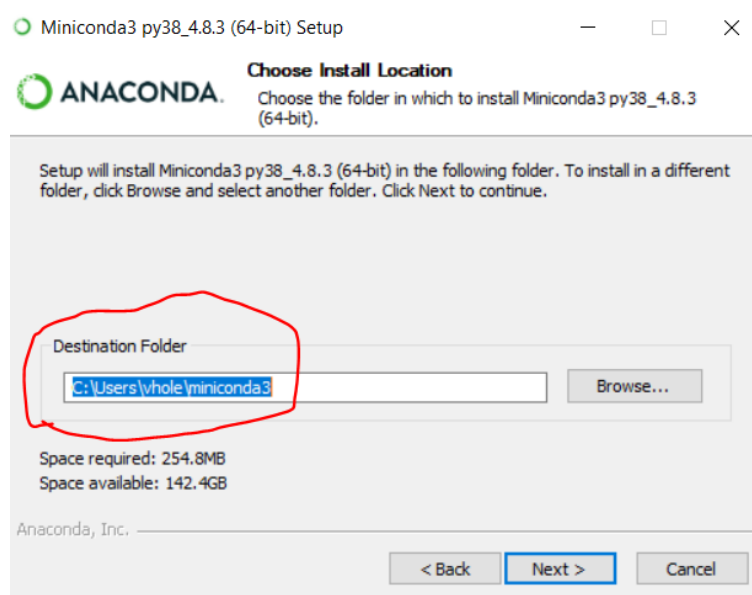 Miniconda3 py38_4.8.3 (64-bit) Setup
ANACONDA.
Choose Install Location
Choose the folder in which to install Miniconda3 py38_4.8.3
(64-bit).
Setup will install Miniconda3 py38_4.8.3 (64-bit) in the following folder. To install in a different
folder, click Browse and select another folder. Click Next to continue.
Destination Folder
C:\Users\vhole\miniconda3
Browse...
Space required: 254.8MB
Space available: 142.4GB
Anaconda, Inc.
< Back
Next >
Cancel